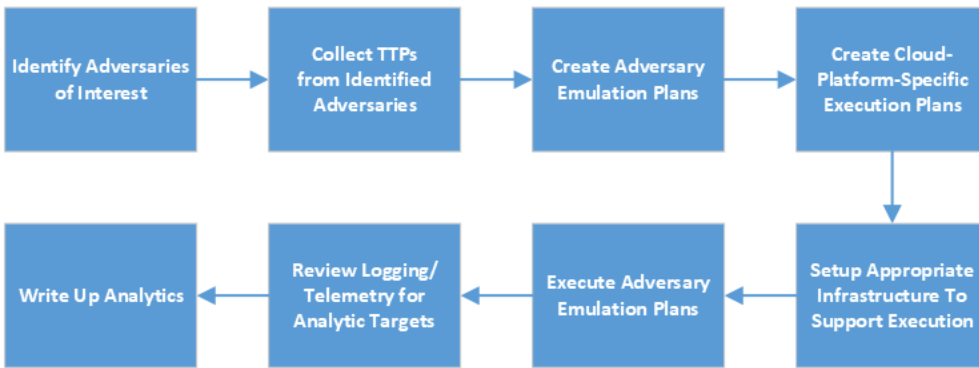 Identify Adversaries
of Interest
Collect TTPs
from Identified
Adversaries
Create Adversary
Emulation Plans
Create Cloud-
Platform-Specific
Execution Plans
Setup Appropriate
Infrastructure To
Support Execution
Execute Adversary
Emulation Plans
Review Logging/
Telemetry for
Analytic Targets
Write Up Analytics